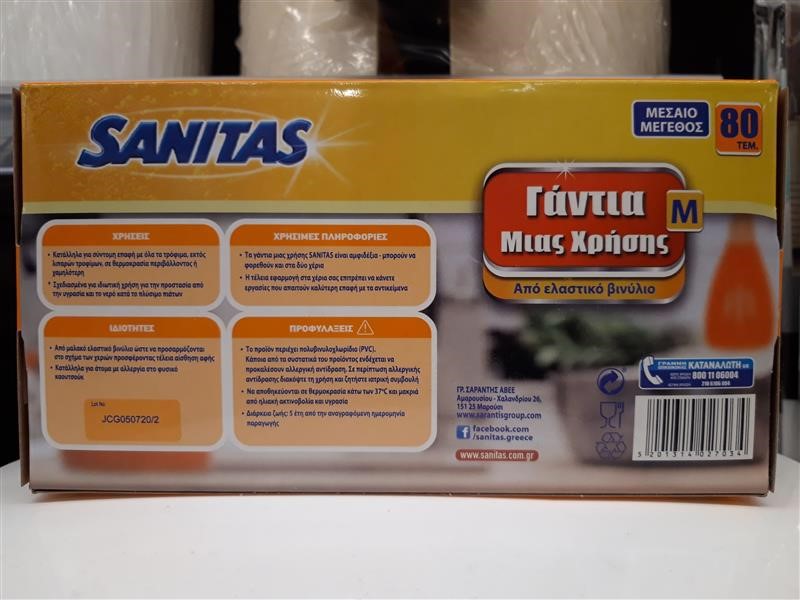 SANITAS
ΜΕΣΑΙΟ
ΜΕΓΕΘΟΣ
80
ΤΕΜ.
Γάντια
Μιας Χρήσης
M
Από ελαστικό βινύλιο
ΧΡΗΣΕΙΣ
• Κατάλληλα για σύντομη επαφή με όλα τα τρόφιμα, εκτός
λιπαρών τροφίμων, σε θερμοκρασία περιβάλλοντος ή
χαμηλότερη
• Σχεδιασμένα για ιδιωτική χρήση για την προστασία από
την υγρασία και το νερό κατά το πλύσιμο πιάτων
ΧΡΗΣΙΜΕΣ ΠΛΗΡΟΦΟΡΙΕΣ
• Τα γάντια μιας χρήσης SANITAS είναι αμφιδέξια - μπορούν να
φορεθούν και στα δύο χέρια
• Η τέλεια εφαρμογή στα χέρια σας επιτρέπει να κάνετε
εργασίες που απαιτούν καλύτερη επαφή με τα αντικείμενα
ΙΔΙΟΤΗΤΕΣ
• Από μαλακό ελαστικό βινύλιο ώστε να προσαρμόζονται
στο σχήμα των χεριών προσφέροντας τέλεια αίσθηση αφής
• Κατάλληλα για άτομα με αλλεργία στο φυσικό
καουτσούκ
Lot No
JCG050720/2
ΠΡΟΦΥΛΑΞΕΙΣ
• Το προϊόν περιέχει πολυβινυλοχλωρίδιο (PVC).
Κάποια από τα συστατικά του προϊόντος ενδέχεται να
προκαλέσουν αλλεργική αντίδραση. Σε περίπτωση αλλεργικής
αντίδρασης διακόψτε τη χρήση και ζητήστε ιατρική συμβουλή
• Να αποθηκεύονται σε θερμοκρασία κάτω των 37°C και μακριά
από ηλιακή ακτινοβολία και υγρασία
• Διάρκεια ζωής: 5 έτη από την αναγραφόμενη ημερομηνία
παραγωγής
ΓΡ. ΣΑΡΑΝΤΗΣ ΑΒΕΕ
Αμαρουσίου - Χαλανδρίου 26,
151 25 Μαρούσι
www.sarantisgroup.com
facebook.com
/sanitas.greece
www.sanitas.com.gr
ΓΡΑΜΜΗ
ΕΠΙΚΟΙΝΩΝΙΑΣ ΚΑΤΑΝΑΛΩΤΗ
800 11 06004
210 6106 004
5 201314 027034